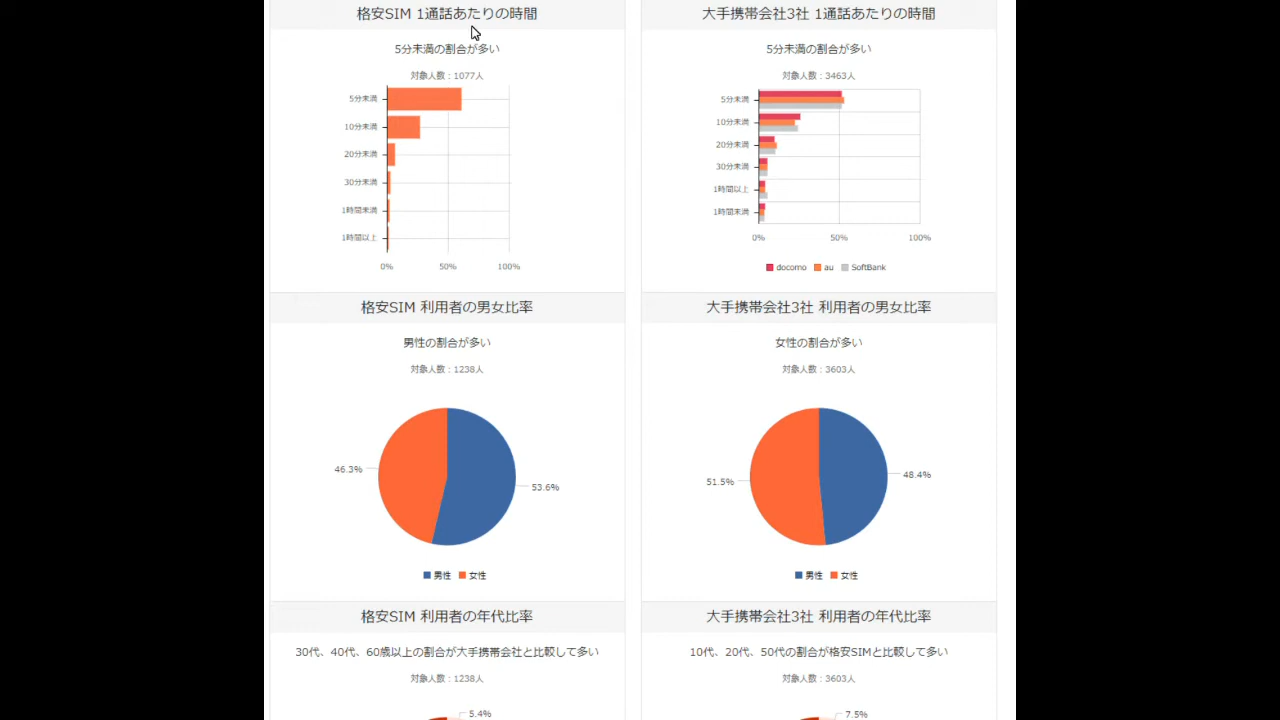 格安SIM 1通話あたりの時間
5分未満の割合が多い
対象人数：1077人
5分未満
10分未満
20分未満
30分未満
1時間未満
1時間以上
0% 50% 100%
大手携帯会社3社 1通話あたりの時間
5分未満の割合が多い
対象人数：3463人
5分未満
10分未満
20分未満
30分未満
1時間以上
1時間未満
0% 50% 100%
docomo au SoftBank
格安SIM 利用者の男女比率
男性の割合が多い
対象人数：1238人
46.3%
53.6%
男性 女性
大手携帯会社3社 利用者の男女比率
女性の割合が多い
対象人数：3603人
51.5%
48.4%
男性 女性
格安SIM 利用者の年代比率
30代、40代、60歳以上の割合が大手携帯会社と比較して多い
対象人数：1238人
5.4%
大手携帯会社3社 利用者の年代比率
10代、20代、50代の割合が格安SIMと比較して多い
対象人数：3603人
7.5%